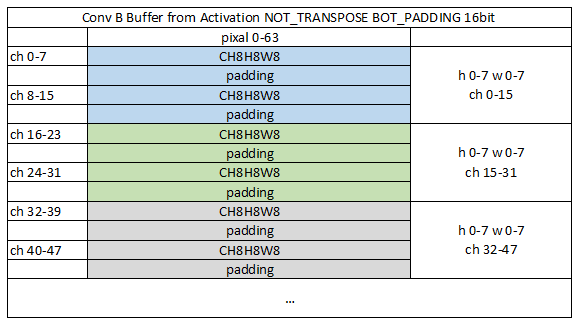 Conv B Buffer from Activation NOT_TRANSPOSE BOT_PADDING 16bit
pixal 0-63
ch 0-7 CH8H8W8
padding
ch 8-15 CH8H8W8
padding
h 0-7 w 0-7
ch 0-15
ch 16-23 CH8H8W8
padding
ch 24-31 CH8H8W8
padding
h 0-7 w 0-7
ch 15-31
ch 32-39 CH8H8W8
padding
ch 40-47 CH8H8W8
padding
h 0-7 w 0-7
ch 32-47
...